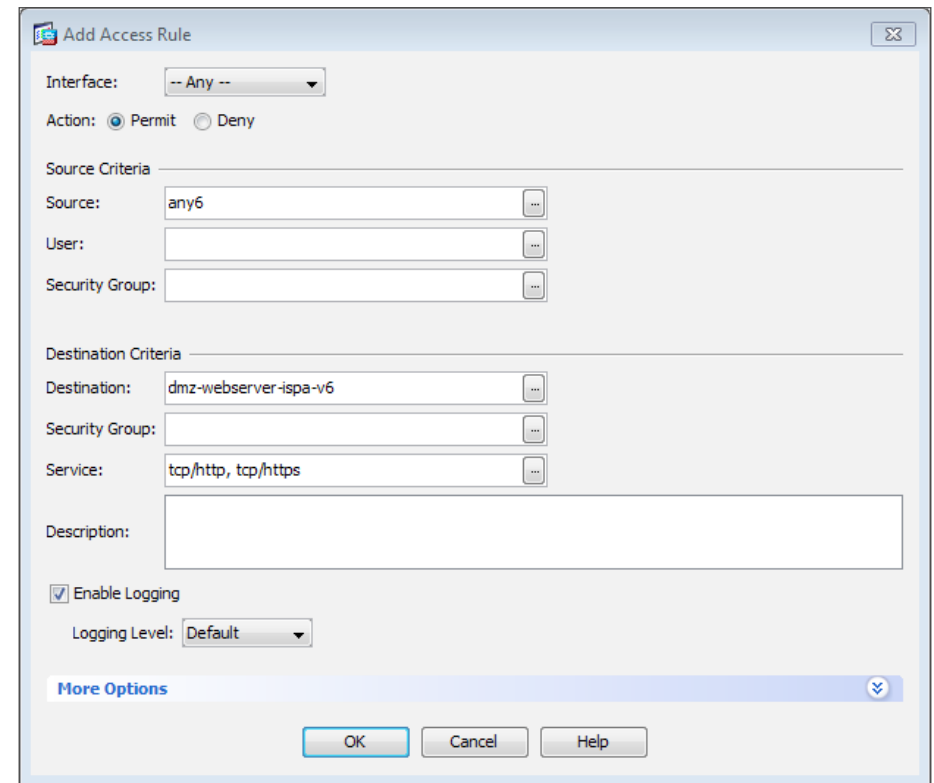 Add Access Rule
Interface: -- Any --
Action: Permit Deny
Source Criteria
Source: any6 ...
User: ...
Security Group: ...
Destination Criteria
Destination: dmz-webserver-ispa-v6 ...
Security Group: ...
Service: tcp/http, tcp/https ...
Description:
Enable Logging
Logging Level: Default
More Options
OK Cancel Help